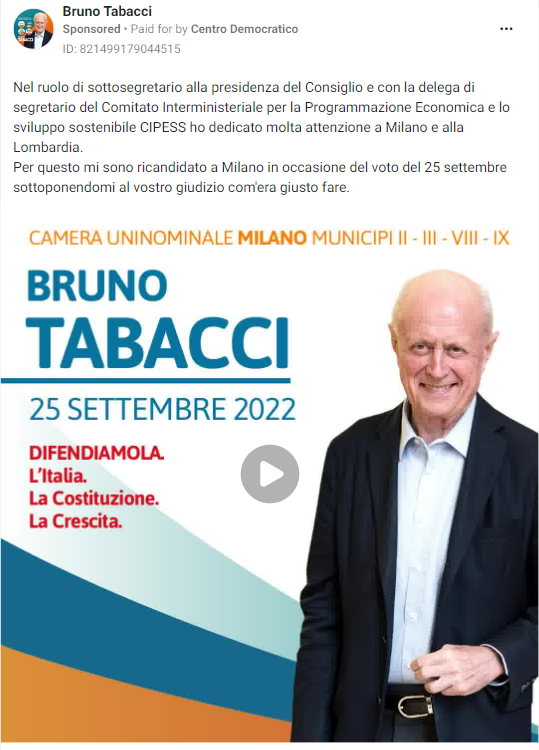 Bruno Tabacci
Sponsored • Paid for by Centro Democratico
ID: 821499179044515
Nel ruolo di sottosegretario alla presidenza del Consiglio e con la delega di
segretario del Comitato Interministeriale per la Programmazione Economica e lo
sviluppo sostenibile CIPESS ho dedicato molta attenzione a Milano e alla
Lombardia.
Per questo mi sono ricandidato a Milano in occasione del voto del 25 settembre
sottoponendomi al vostro giudizio com'era giusto fare.
CAMERA UNINOMINALE MILANO MUNICIPI II - III - VIII - IX
BRUNO
TABACCI
25 SETTEMBRE 2022
DIFENDIAMOLA.
L'Italia.
La Costituzione.
La Crescita.